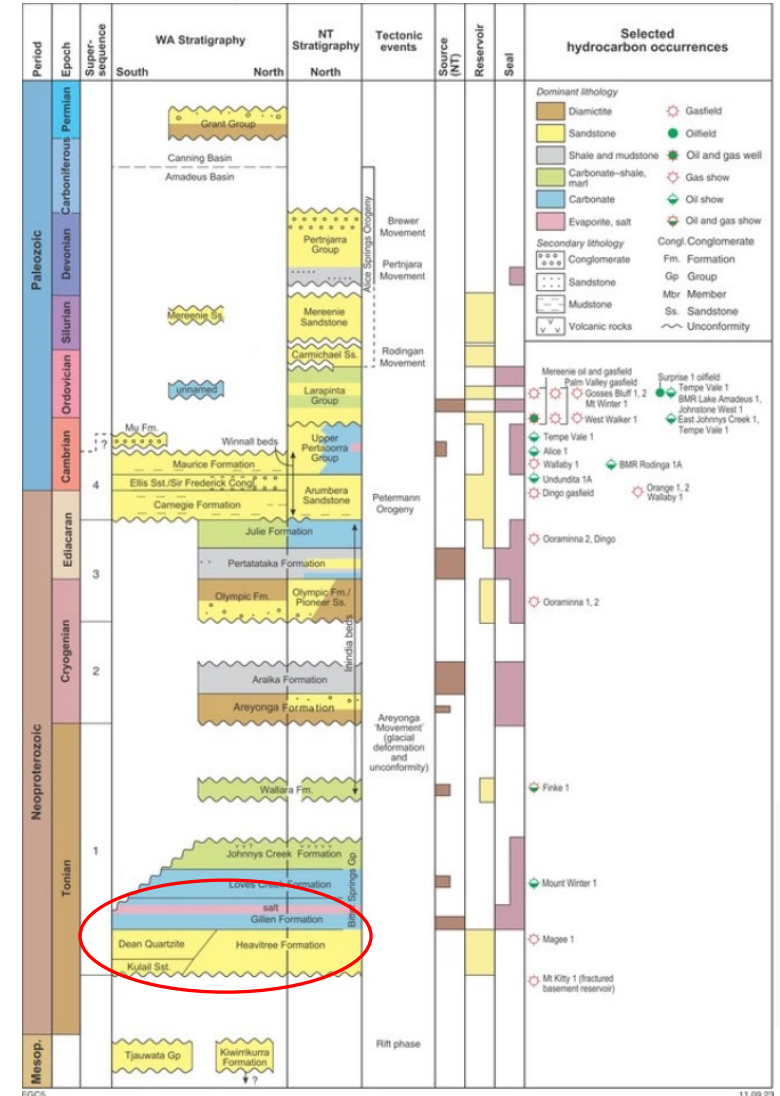 Period
Epoch
Super-
sequence
WA Stratigraphy
South
North
NT
Stratigraphy
North
Tectonic
events
Source
(NT)
Reservoir
Seal
Selected
hydrocarbon occurrences
Paleozoic
Neoproterozoic
Mesop.
Permian
Carboniferous
Devonian
Silurian
Ordovician
Cambrian
Ediacaran
Cryogenian
Tonian
?
4
3
2
1
Grant Group
Canning Basin
Amadeus Basin
Mereenie Ss.
unnamed
Mu Fm.
Winnall beds
Maurice Formation
Ellis Sst./Sir Frederick Congl.
Carnegie Formation
Julie Formation
Pertatataka Formation
Olympic Fm.
Aralka Formation
Areyonga Formation
Wallara Fm.
v v ? v v v v
Johnnys Creek Formation
Loves Creek Formation
salt
Gillen Formation
Dean Quartzite
Heavitree Formation
Kulail Sst.
Tjauwata Gp
Kiwirrkurra
Formation
?
Pertnjarra
Group
Mereenie
Sandstone
Carmichael Ss.
Larapinta
Group
Upper
Pertaoorra
Group
Arumbera
Sandstone
Olympic Fm./
Pioneer Ss.
Inindia beds
Bitter Springs Gp
Alice Springs Orogeny
Brewer
Movement
Pertnjara
Movement
Rodingan
Movement
Petermann
Orogeny
Areyonga
'Movement'
(glacial
deformation
and
unconformity)
Rift phase
Dominant lithology
Diamictite
Sandstone
Shale and mudstone
Carbonate–shale,
marl
Carbonate
Evaporite, salt
Secondary lithology
Conglomerate
Sandstone
Mudstone
v v v Volcanic rocks
Gasfield
Oilfield
Oil and gas well
Gas show
Oil show
Oil and gas show
Congl. Conglomerate
Fm. Formation
Gp Group
Mbr Member
Ss. Sandstone
Unconformity
Mereenie oil and gasfield
Palm Valley gasfield
Gosses Bluff 1, 2
Mt Winter 1
West Walker 1
Surprise 1 oilfield
Tempe Vale 1
BMR Lake Amadeus 1,
Johnstone West 1
East Johnys Creek 1,
Tempe Vale 1
Tempe Vale 1
Alice 1
Wallaby 1
BMR Rodinga 1A
Undundita 1A
Dingo gasfield
Orange 1, 2
Wallaby 1
Ooraminna 2, Dingo
Ooraminna 1, 2
Finke 1
Mount Winter 1
Magee 1
Mt Kitty 1 (fractured
basement reservoir)
EGC5
11.09.23